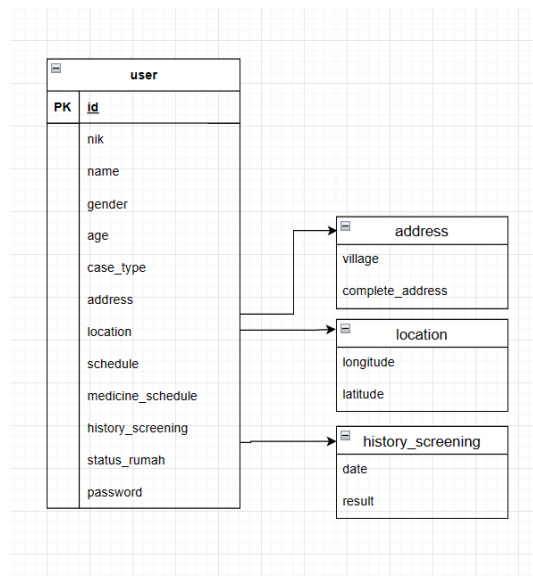 user
PK id
nik
name
gender
age
case_type
address
location
schedule
medicine_schedule
history_screening
status_rumah
password
address
village
complete_address
location
longitude
latitude
history_screening
date
result